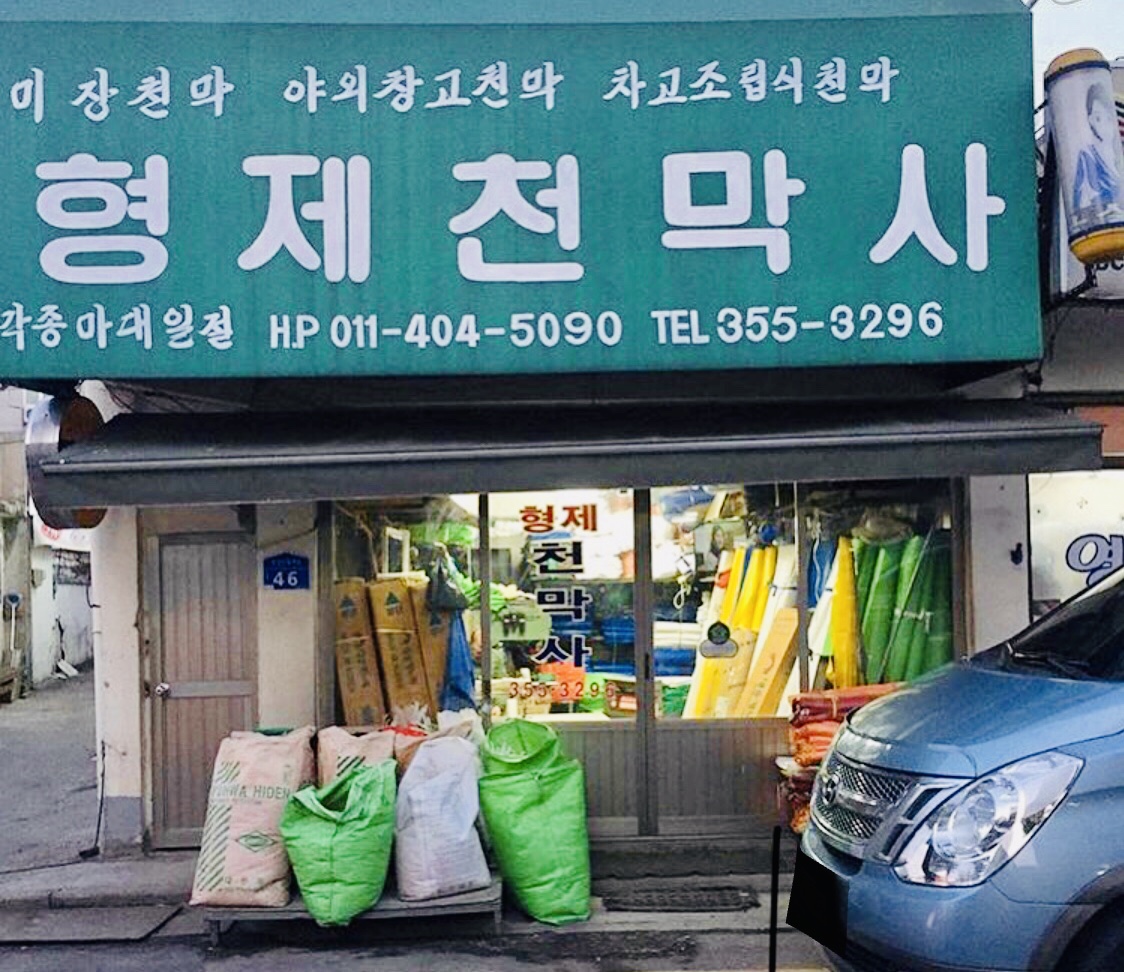 미장천막 야외창고천막 차고조립식천막
형제천막사
각종마대일절 H.P 011-404-5090 TEL 355-3296
46
형제
천
막
사
355-3296
HIDEN